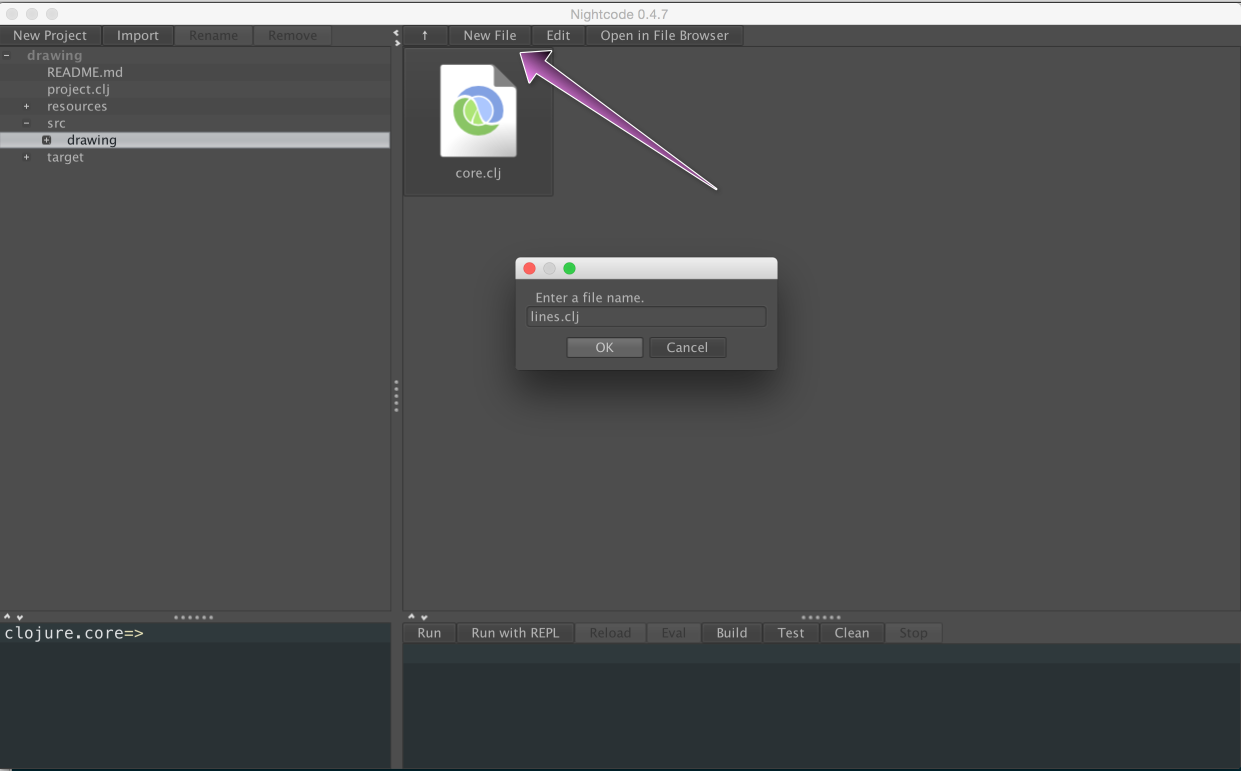 Nightcode 0.4.7
New Project Import Rename Remove
↑ New File Edit Open in File Browser
drawing
README.md
project.clj
resources
src
drawing
target
core.clj
Enter a file name.
lines.clj
OK Cancel
clojure.core=>
Run Run with REPL Reload Eval Build Test Clean Stop